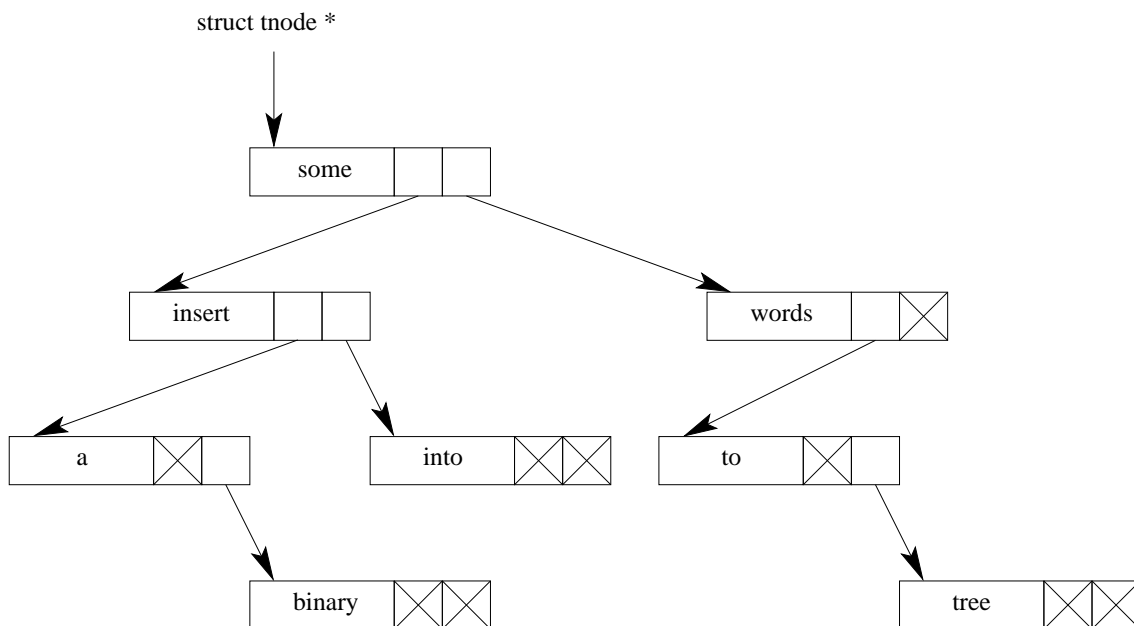 struct tnode *
some
insert
words
a
into
to
binary
tree